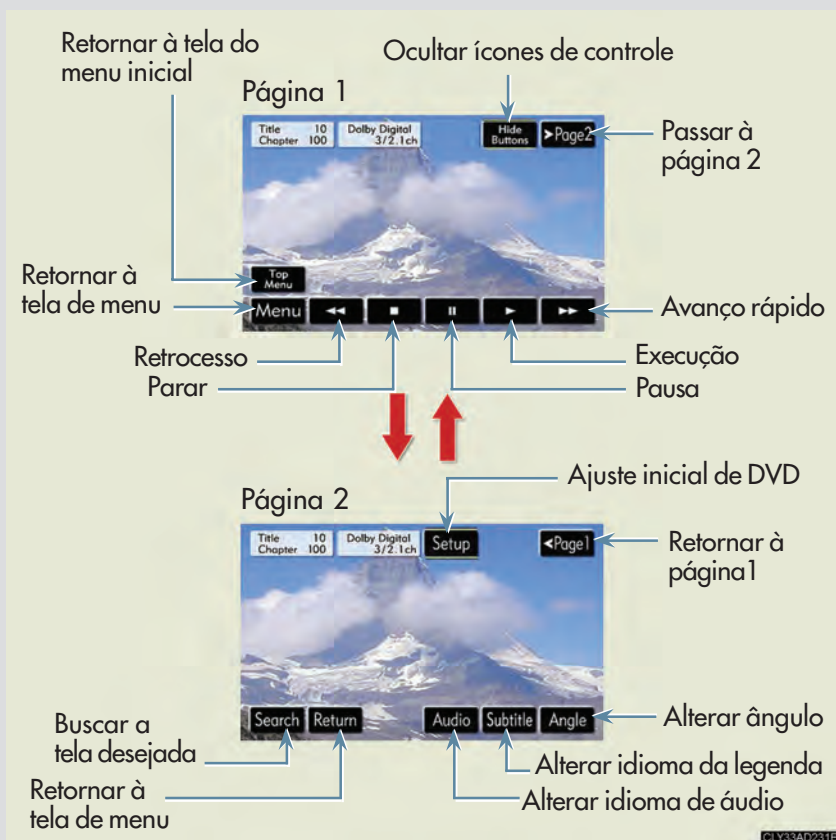 Retornar à tela do
menu inicial
Ocultar ícones de controle
Página 1
Title 10
Chapter 100
Dolby Digital
3/2.1ch
Hide
Buttons
>Page2
Passar à
página 2
Top
Menu
Retornar à
tela de menu
Menu
Avanço rápido
Retrocesso
Execução
Parar
Pausa
Ajuste inicial de DVD
Página 2
Title 10
Chapter 100
Dolby Digital
3/2.1ch
Setup
<Page1
Retornar à
página1
Search Return Audio Subtitle Angle
Buscar a
tela desejada
Alterar ângulo
Alterar idioma da legenda
Retornar à
tela de menu
Alterar idioma de áudio